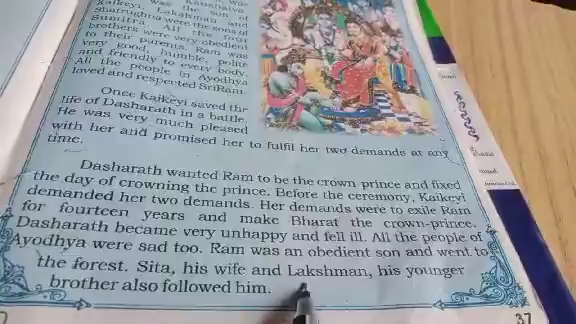 Kaikeyi, Lakshman and
Shatrughna were the sons of
Sumitra. All the four
brothers were very obedient
to their parents. Ram was
very good, humble, polite
and friendly to every body.
All the people in Ayodhya
loved and respected SriRam.
Once Kaikeyi saved the
life of Dasharath in a battle.
He was very much pleased
with her and promised her to fulfil her two demands at any
time.
Dasharath wanted Ram to be the crown prince and fixed
the day of crowning the prince. Before the ceremony, Kaikeyi
demanded her two demands. Her demands were to exile Ram
for fourteen years and make Bharat the crown-prince.
Dasharath became very unhappy and fell ill. All the people of
Ayodhya were sad too. Ram was an obedient son and went to
the forest. Sita, his wife and Lakshman, his younger
brother also followed him.
37